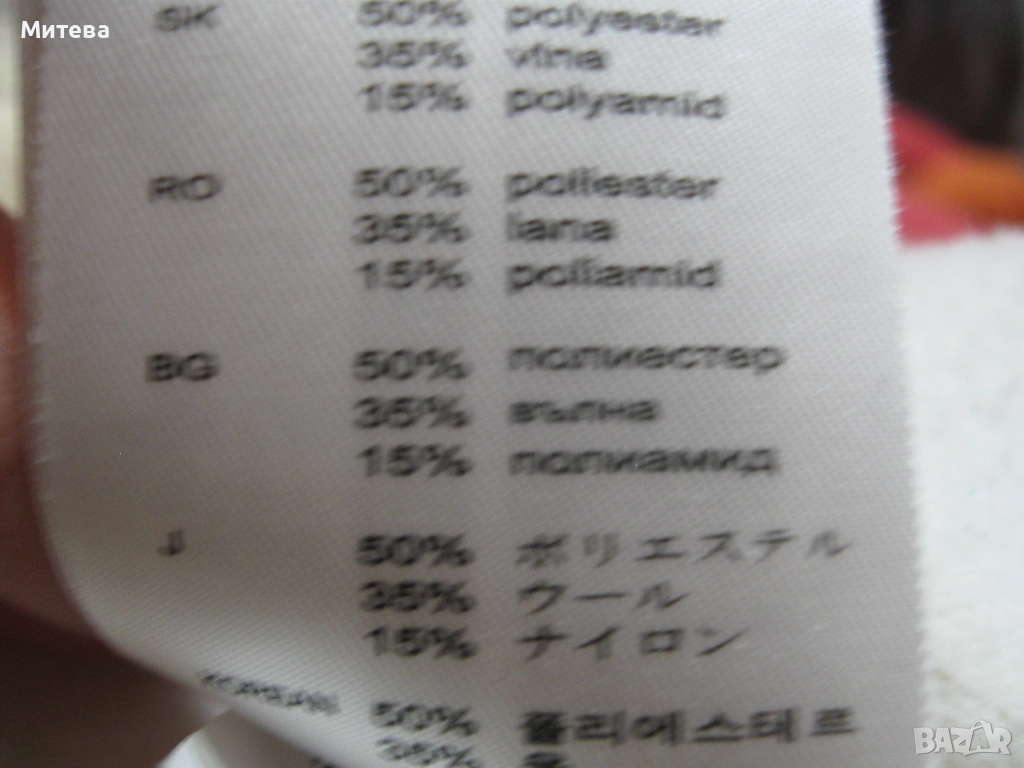 Митева
SK 50% polyester
35% vlna
15% polyamid
RO 50% poliester
35% lana
15% poliamid
BG 50% полиестер
35% вълна
15% полиамид
J 50% ポリエステル
35% ウール
15% ナイロン
KOREAN 50% 폴리에스테르
35%
BAZAR